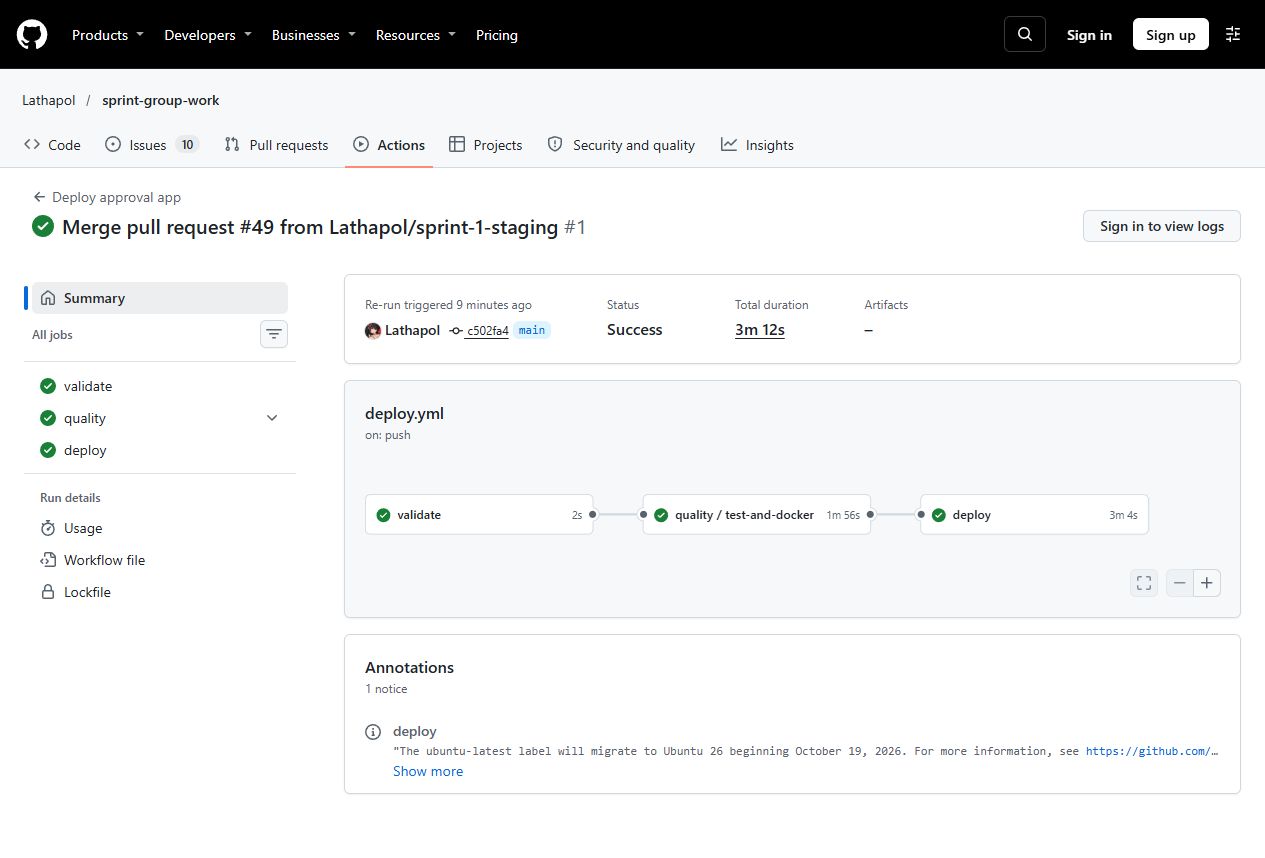 Products Developers Businesses Resources Pricing Sign in Sign up
Lathapol / sprint-group-work
Code Issues 10 Pull requests Actions Projects Security and quality Insights
Deploy approval app
Merge pull request #49 from Lathapol/sprint-1-staging #1
Sign in to view logs
Summary
All jobs
validate
quality
deploy
Run details
Usage
Workflow file
Lockfile
Re-run triggered 9 minutes ago
Lathapol c502fa4 main
Status
Success
Total duration
3m 12s
Artifacts
–
deploy.yml
on: push
validate 2s
quality / test-and-docker 1m 56s
deploy 3m 4s
Annotations
1 notice
deploy
"The ubuntu-latest label will migrate to Ubuntu 26 beginning October 19, 2026. For more information, see https://github.com/…
Show more